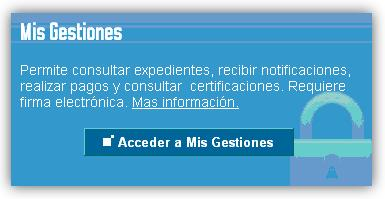 Mis Gestiones
Permite consultar expedientes, recibir notificaciones,
realizar pagos y consultar certificaciones. Requiere
firma electrónica. Mas información.
Acceder a Mis Gestiones